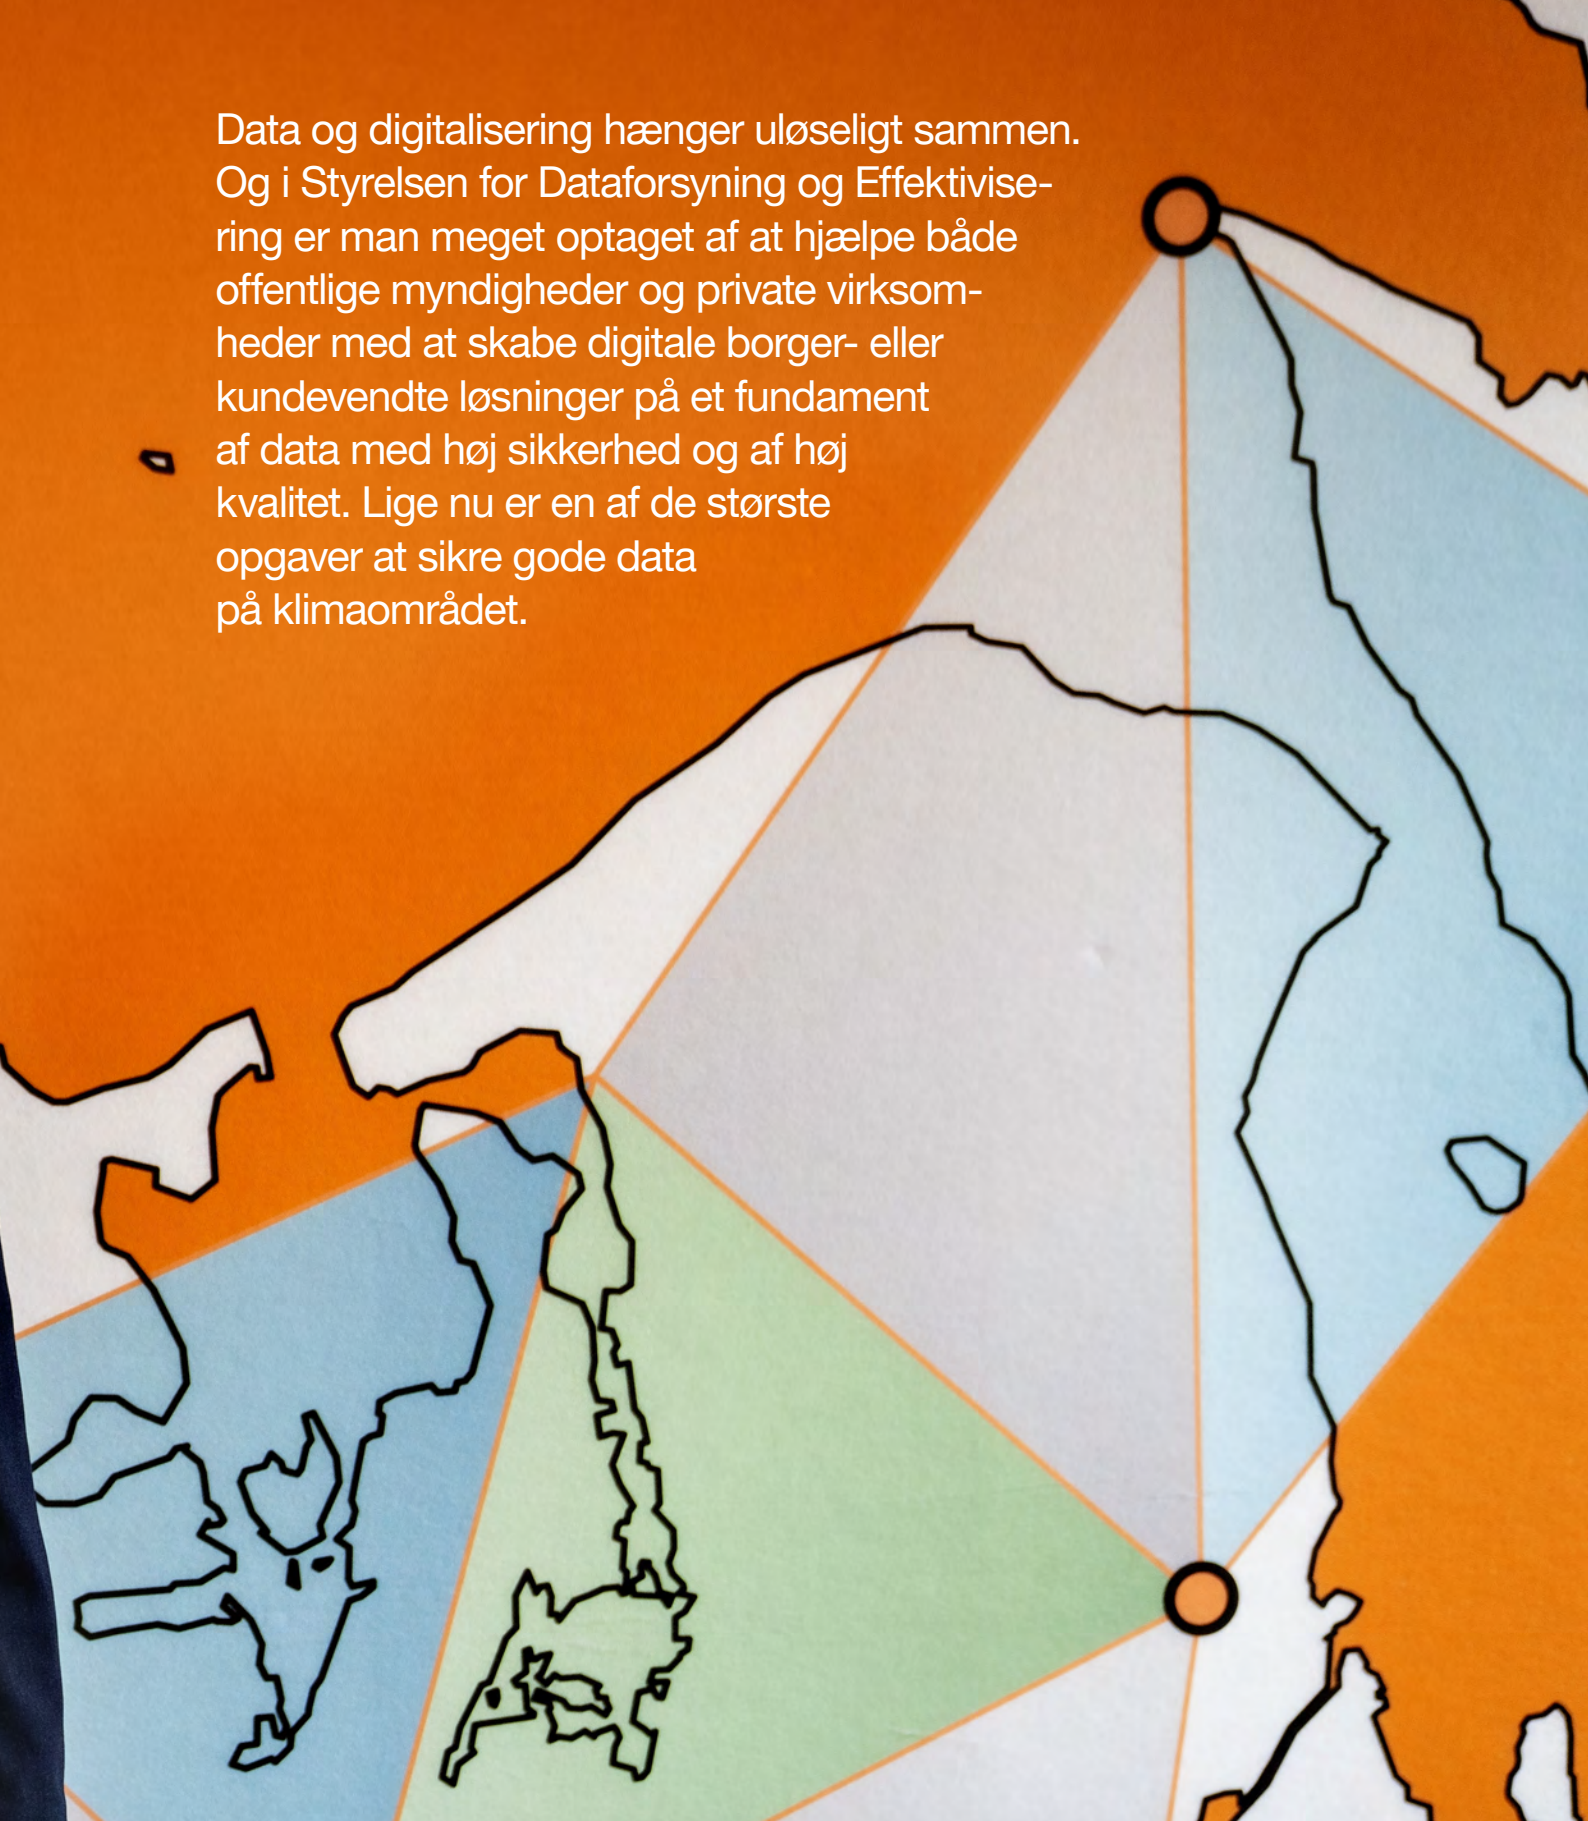 Data og digitalisering hænger uløseligt sammen.
Og i Styrelsen for Dataforsyning og Effektivise-
ring er man meget optaget af at hjælpe både
offentlige myndigheder og private virksom-
heder med at skabe digitale borger- eller
kundevendte løsninger på et fundament
af data med høj sikkerhed og af høj
kvalitet. Lige nu er en af de største
opgaver at sikre gode data
på klimaområdet.